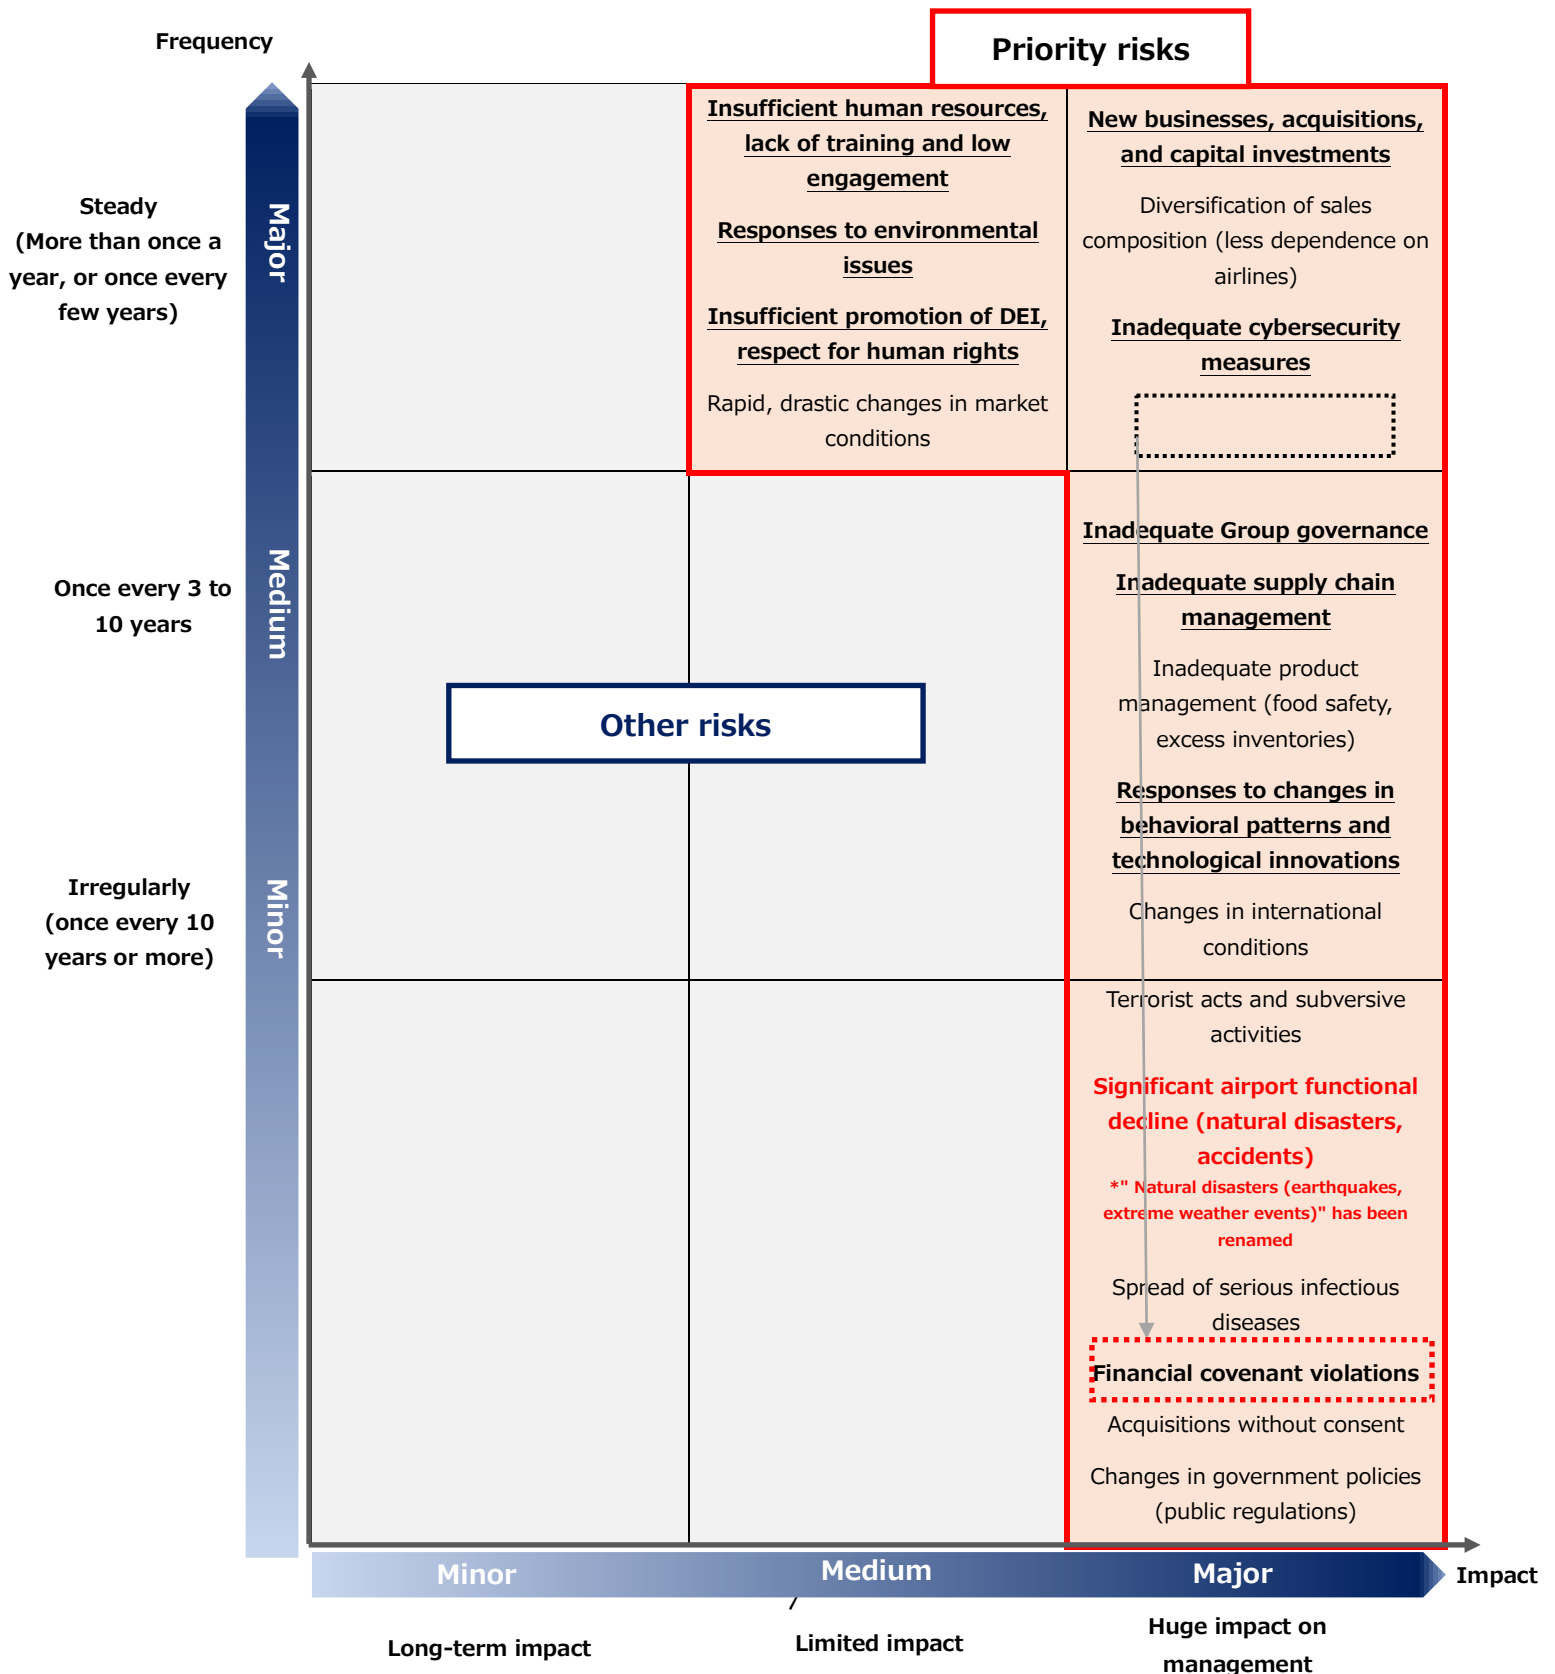 Frequency
Priority risks
Steady
(More than once a
year, or once every
few years)
Major
Insufficient human resources,
lack of training and low
engagement
Responses to environmental
issues
Insufficient promotion of DEI,
respect for human rights
Rapid, drastic changes in market
conditions
New businesses, acquisitions,
and capital investments
Diversification of sales
composition (less dependence on
airlines)
Inadequate cybersecurity
measures
Once every 3 to
10 years
Medium
Other risks
Inadequate Group governance
Inadequate supply chain
management
Inadequate product
management (food safety,
excess inventories)
Responses to changes in
behavioral patterns and
technological innovations
Changes in international
conditions
Irregularly
(once every 10
years or more)
Minor
Terrorist acts and subversive
activities
Significant airport functional
decline (natural disasters,
accidents)
*" Natural disasters (earthquakes,
extreme weather events)" has been
renamed
Spread of serious infectious
diseases
Financial covenant violations
Acquisitions without consent
Changes in government policies
(public regulations)
Minor
Medium
Major
Impact
Long-term impact
Limited impact
Huge impact on
management